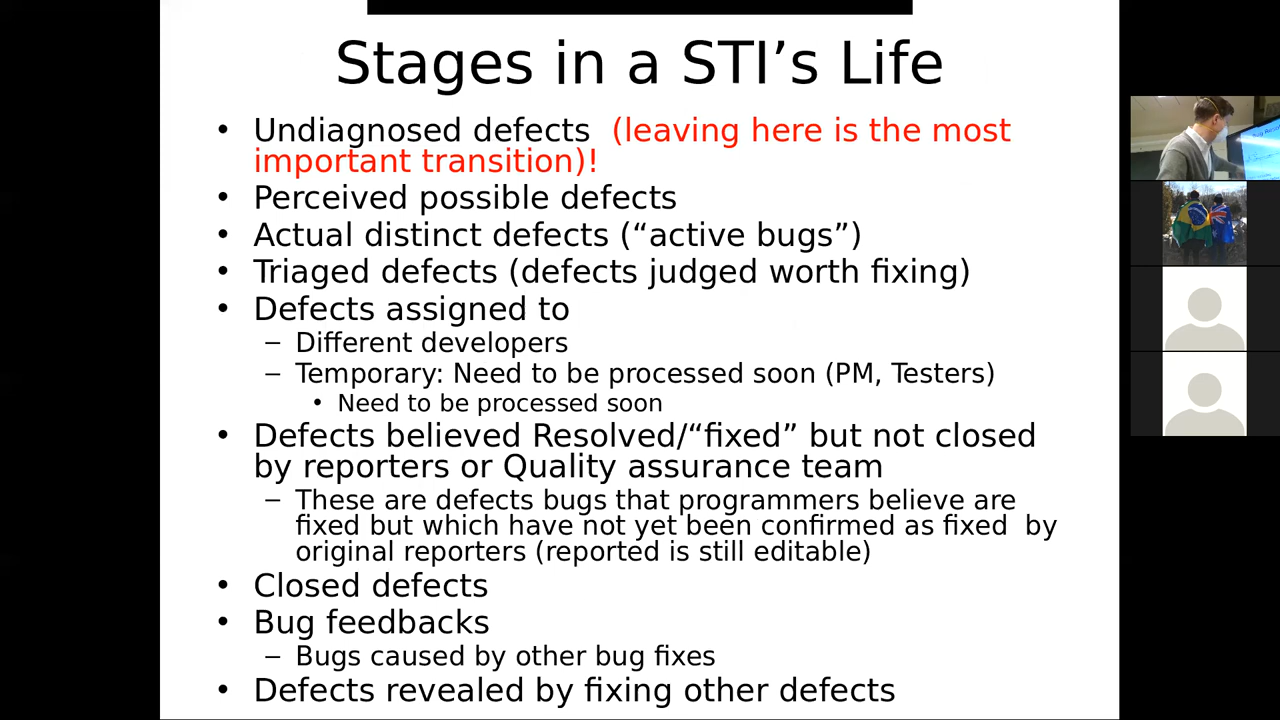 Stages in a STI’s Life
• Undiagnosed defects (leaving here is the most
important transition)!
• Perceived possible defects
• Actual distinct defects (“active bugs”)
• Triaged defects (defects judged worth fixing)
• Defects assigned to
– Different developers
– Temporary: Need to be processed soon (PM, Testers)
• Need to be processed soon
• Defects believed Resolved/“fixed” but not closed
by reporters or Quality assurance team
– These are defects bugs that programmers believe are
fixed but which have not yet been confirmed as fixed by
original reporters (reported is still editable)
• Closed defects
• Bug feedbacks
– Bugs caused by other bug fixes
• Defects revealed by fixing other defects